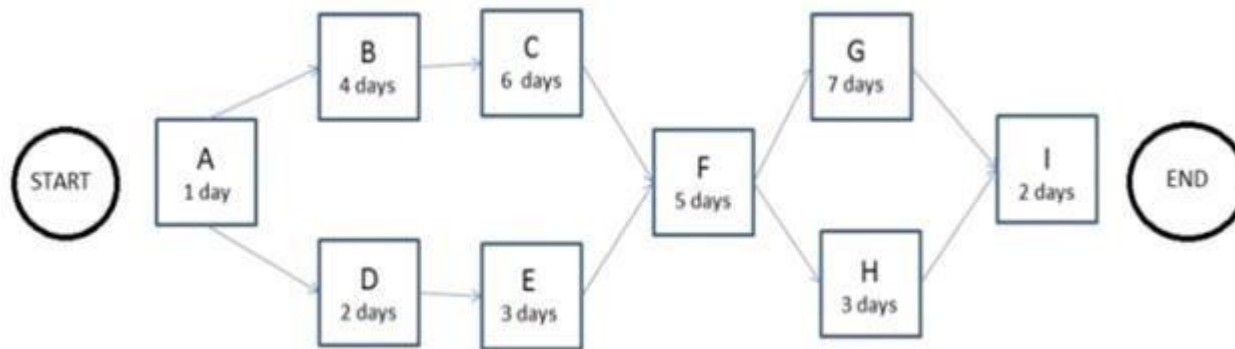 START
A
1 day
B
4 days
C
6 days
D
2 days
E
3 days
F
5 days
G
7 days
H
3 days
I
2 days
END